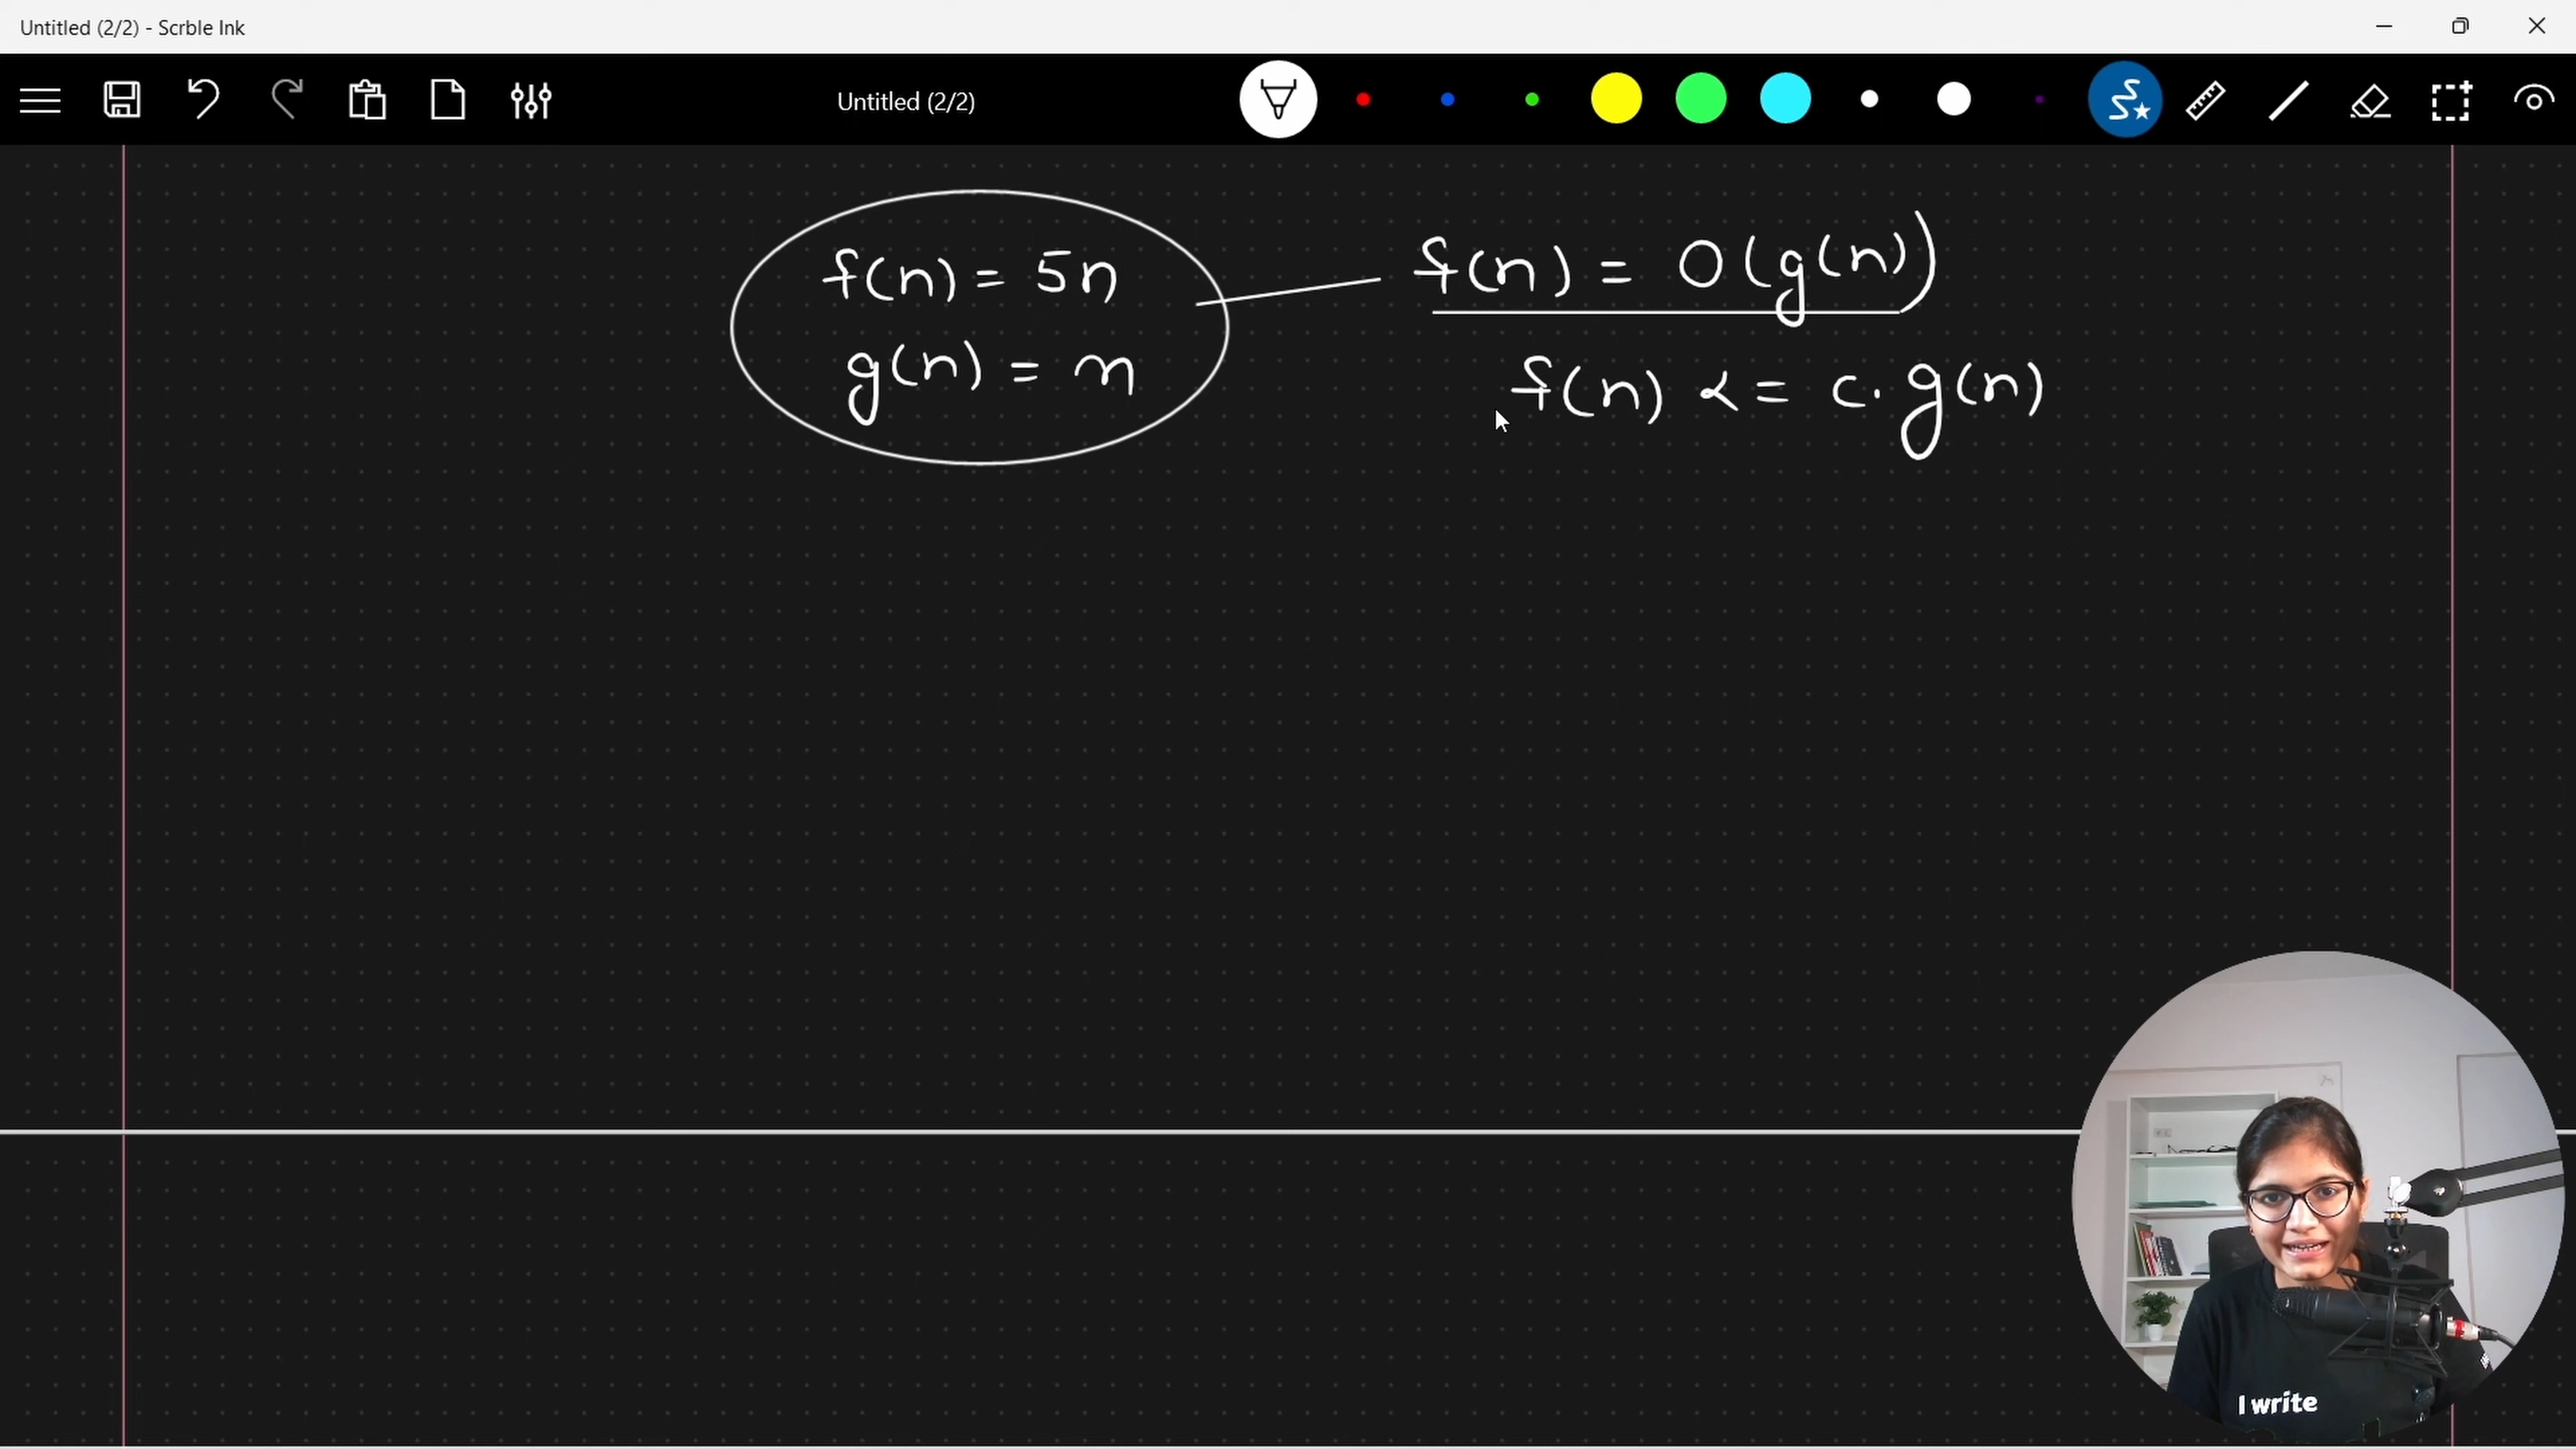 Untitled (2/2) - Scrble Ink
Untitled (2/2)
f(n) = 5n
g(n) = n
f(n) = O(g(n))
f(n) <= c. g(n)
I write